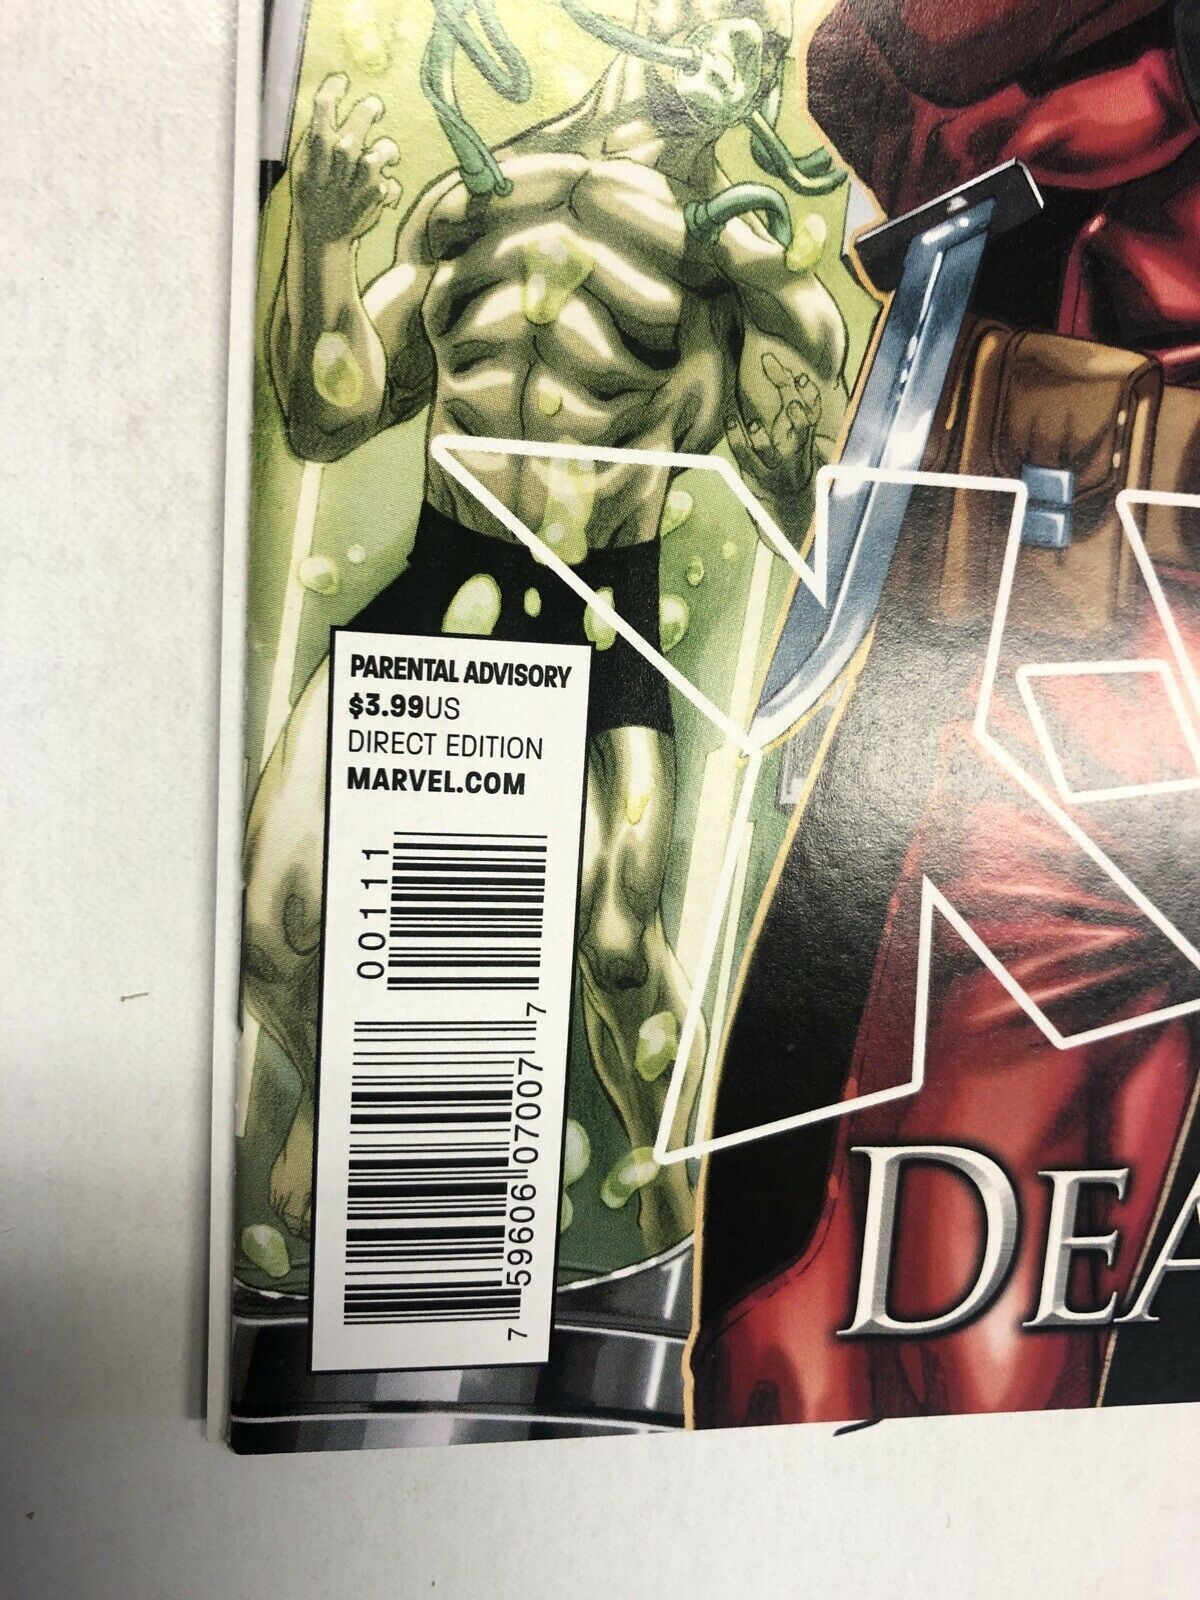 PARENTAL ADVISORY
$3.99US
DIRECT EDITION
MARVEL.COM
00111
7 59606 07007 7
DEA